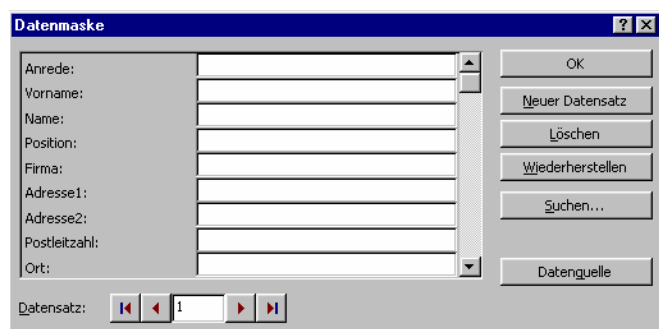 Datenmaske
Anrede:
Vorname:
Name:
Position:
Firma:
Adresse1:
Adresse2:
Postleitzahl:
Ort:
OK
Neuer Datensatz
Löschen
Wiederherstellen
Suchen...
Datenquelle
Datensatz: 1